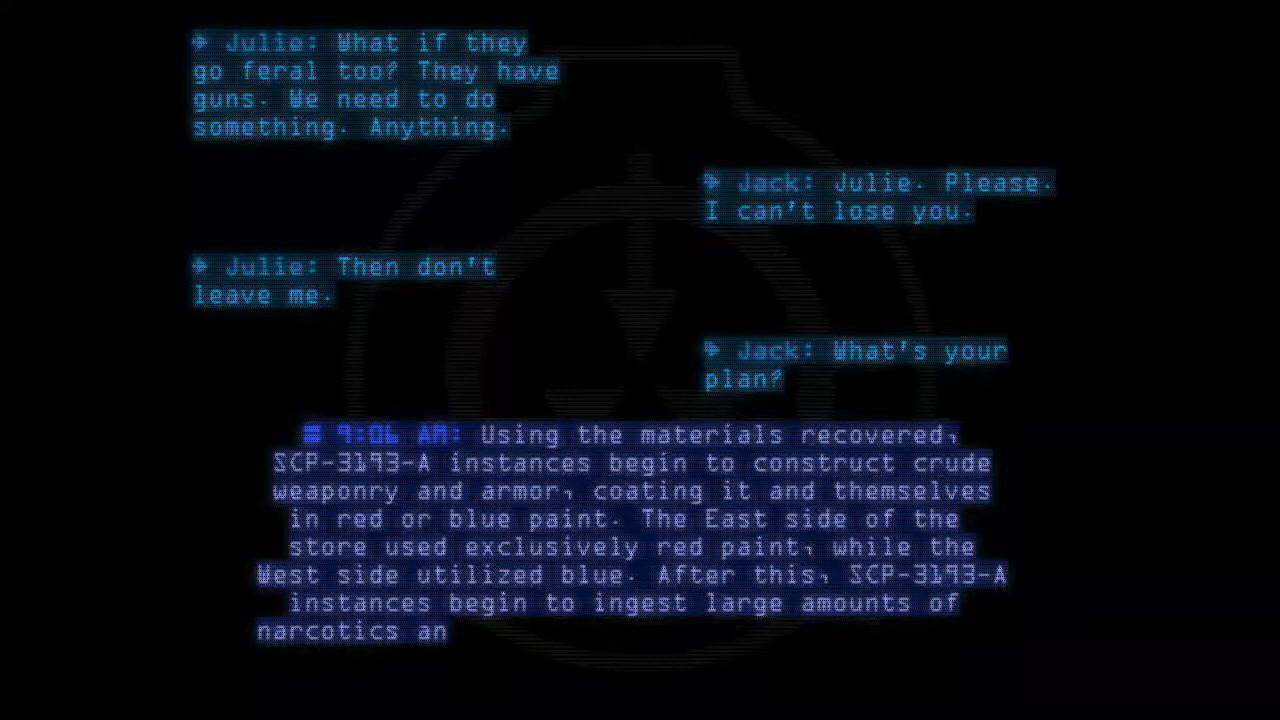 Julie: What if they
go feral too? They have
guns. We need to do
something. Anything.
Jack: Julie. Please.
I can't lose you.
Julie: Then don't
leave me.
Jack: What's your
plan?
9:06 AM: Using the materials recovered,
SCP-3193-A instances begin to construct crude
weaponry and armor, coating it and themselves
in red or blue paint. The East side of the
store used exclusively red paint, while the
West side utilized blue. After this, SCP-3193-A
instances begin to ingest large amounts of
narcotics an